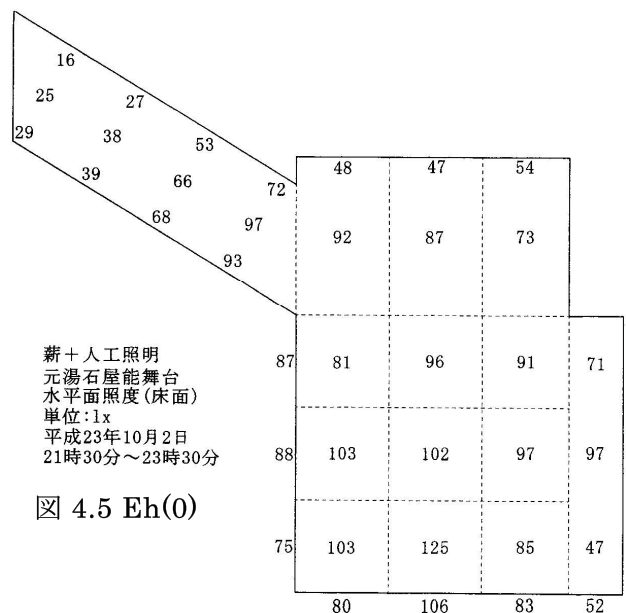 16
25 27
29 38 53
39 66 72
68 97
93
48 47 54
92 87 73
87 81 96 91 71
88 103 102 97 97
75 103 125 85 47
80 106 83 52
薪+人工照明
元湯石屋能舞台
水平面照度(床面)
単位:lx
平成23年10月2日
21時30分~23時30分
図 4.5 Eh(0)